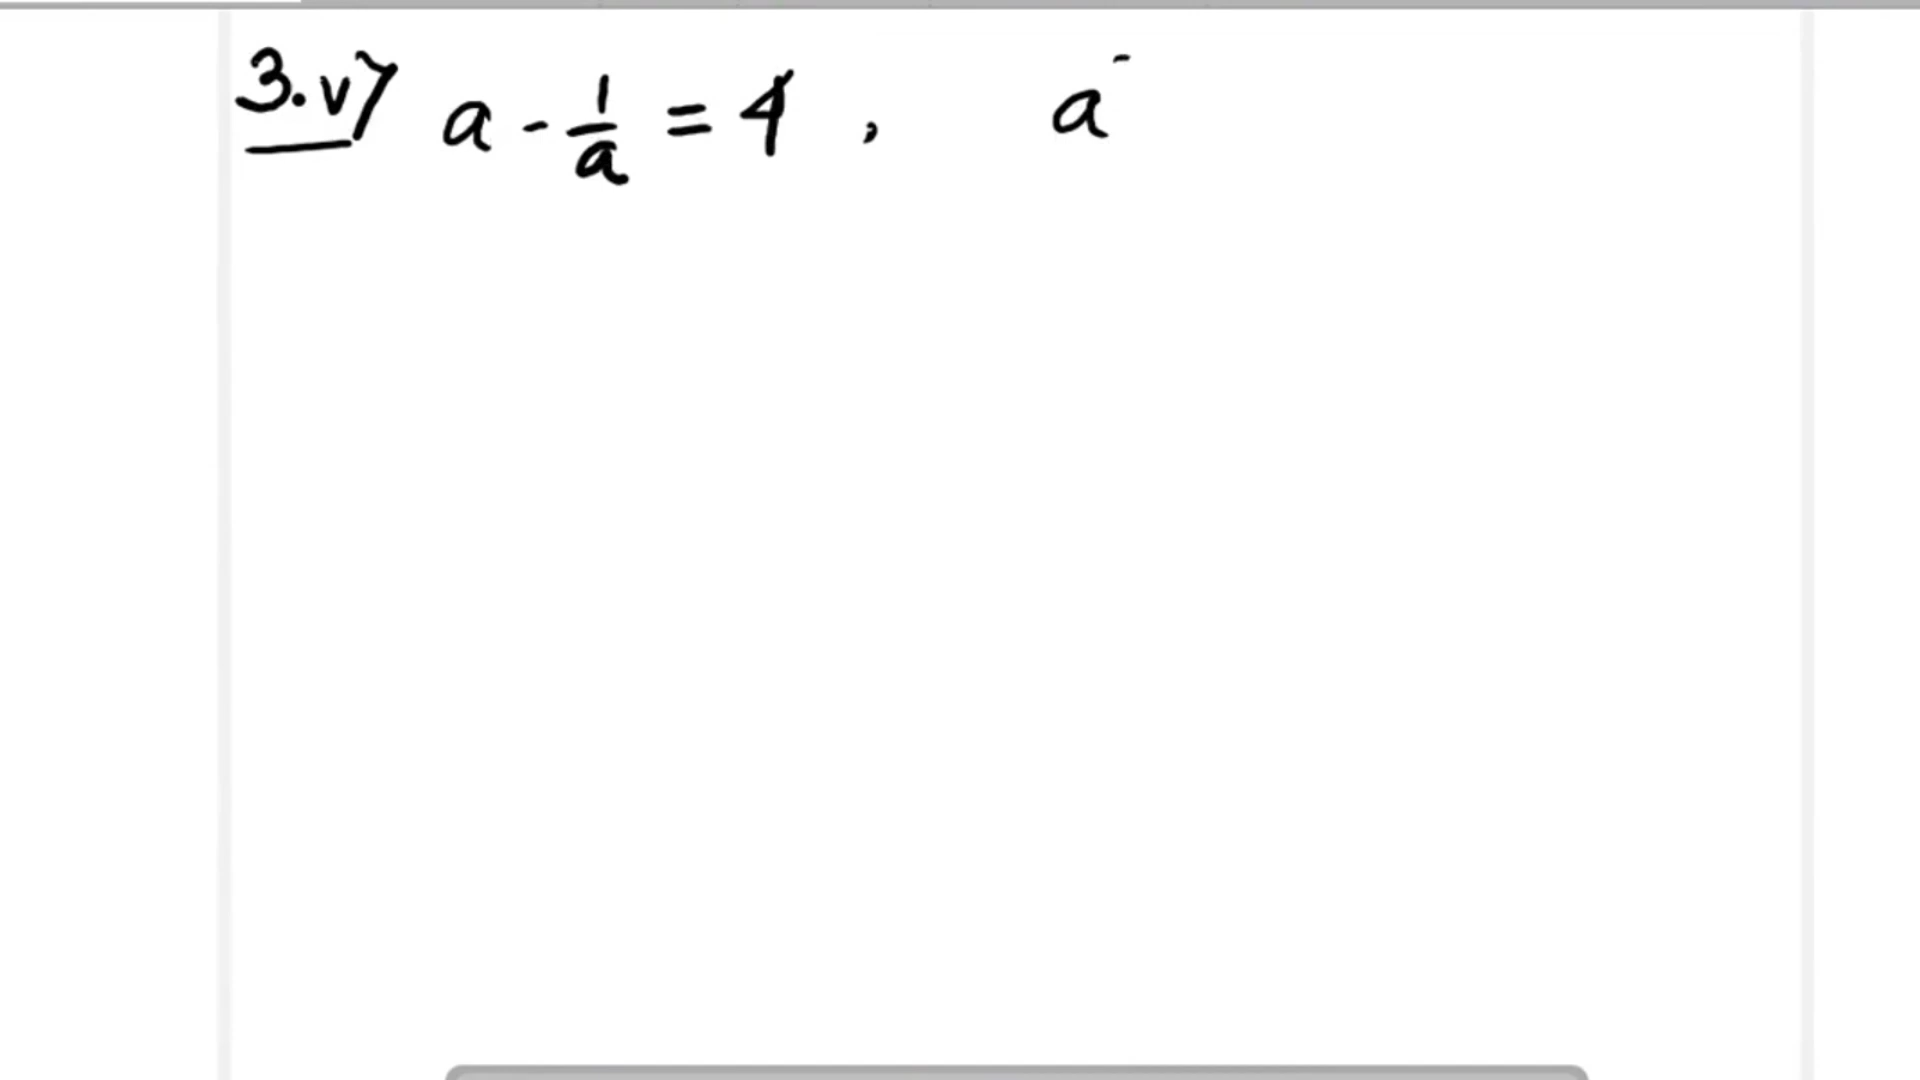 3.v) a - 1/a = 4 , a